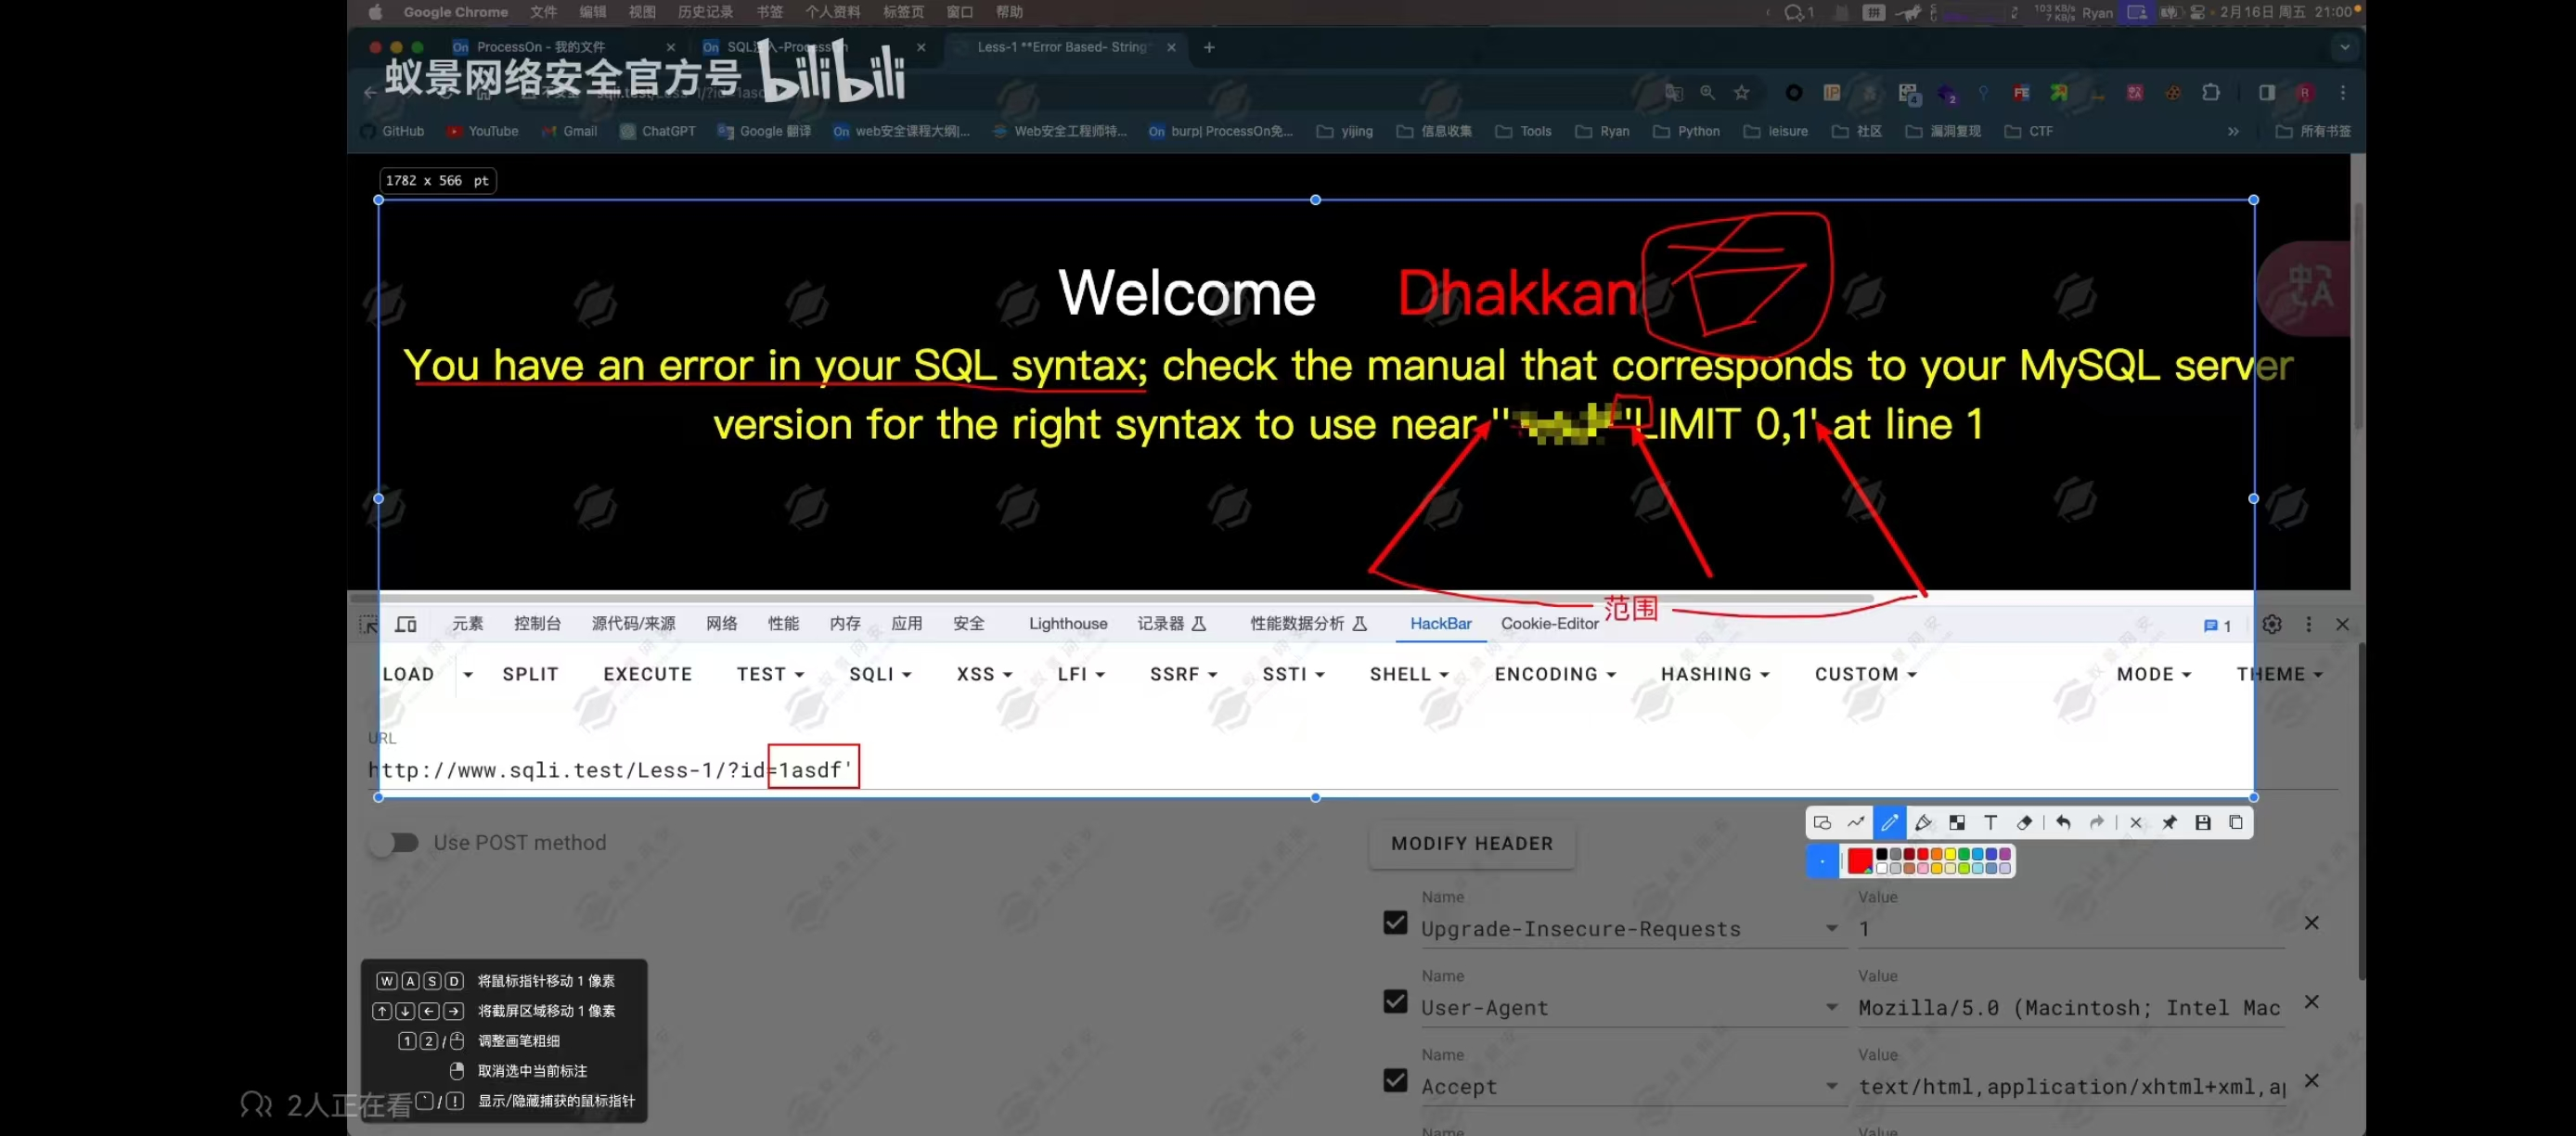 Google Chrome 文件 编辑 视图 历史记录 书签 个人资料 标签页 窗口 帮助
1 拼 103 KB/s 7 KB/s Ryan 2月16日 周五 21:00
On ProcessOn - 我的文件 On Less-1 **Error Based- String*
蚁景网络安全官方号 bilibili
GitHub YouTube Gmail ChatGPT Google 翻译 On web安全课程大纲|... Web安全工程师特... On burp| ProcessOn免... yijing 信息收集 Tools Ryan Python leisure 社区 漏洞复现 CTF » 所有书签
1782 x 566 pt
Welcome Dhakkan 右
You have an error in your SQL syntax; check the manual that corresponds to your MySQL server
version for the right syntax to use near '' 'LIMIT 0,1' at line 1
范围
元素 控制台 源代码/来源 网络 性能 内存 应用 安全 Lighthouse 记录器 性能数据分析 HackBar Cookie-Editor 1
LOAD SPLIT EXECUTE TEST SQLI XSS LFI SSRF SSTI SHELL ENCODING HASHING CUSTOM MODE THEME
URL
http://www.sqli.test/Less-1/?id=1asdf'
Use POST method
MODIFY HEADER
Name Value
Upgrade-Insecure-Requests 1
Name Value
User-Agent Mozilla/5.0 (Macintosh; Intel Mac
Name Value
Accept text/html,application/xhtml+xml,ap
Name Value
W A S D 将鼠标指针移动 1 像素
↑ ↓ ← → 将截屏区域移动 1 像素
1 2 / 调整画笔粗细
取消选中当前标注
` / ! 显示/隐藏捕获的鼠标指针
2人正在看